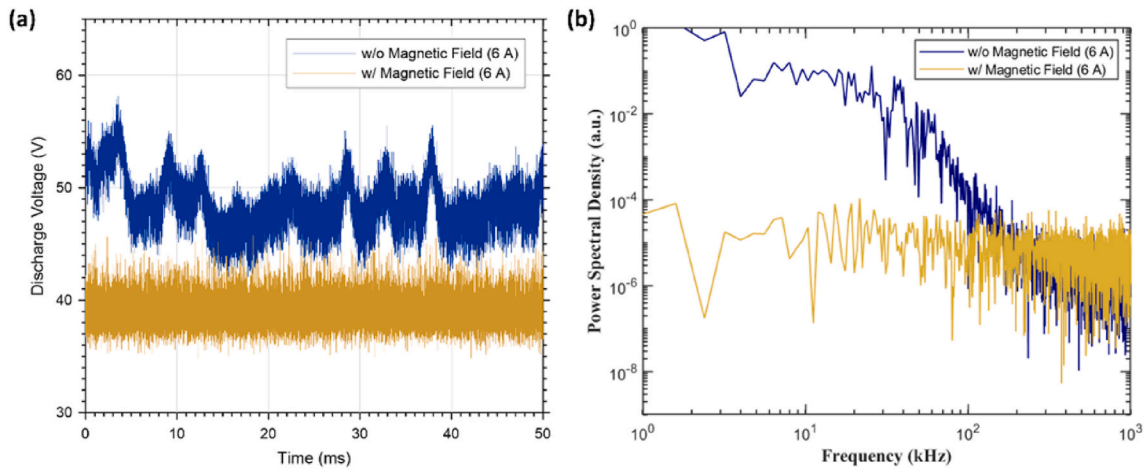 (a)
w/o Magnetic Field (6 A)
w/ Magnetic Field (6 A)
60
50
40
30
Discharge Voltage (V)
0
10
20
30
40
50
Time (ms)
(b)
w/o Magnetic Field (6 A)
w/ Magnetic Field (6 A)
10⁰
10⁻²
10⁻⁴
10⁻⁶
10⁻⁸
Power Spectral Density (a.u.)
10⁰
10¹
10²
10³
Frequency (kHz)